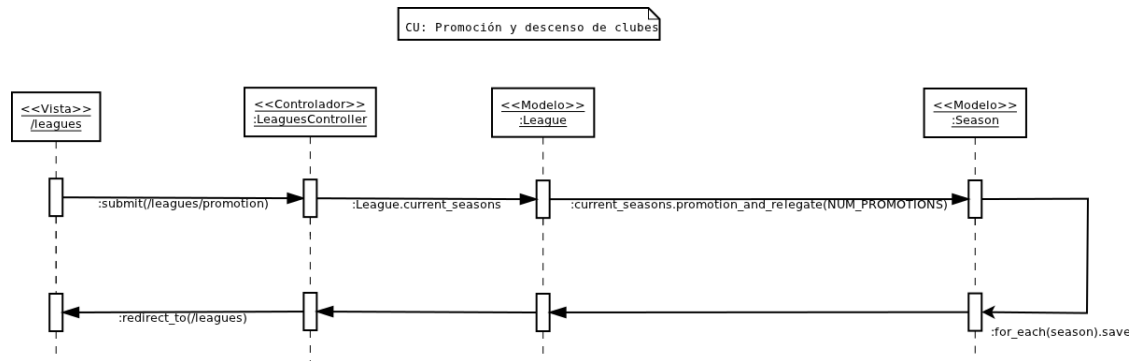 CU: Promoción y descenso de clubes
<<Vista>>
/leagues
<<Controlador>>
:LeaguesController
<<Modelo>>
:League
<<Modelo>>
:Season
:submit(/leagues/promotion)
:League.current_seasons
:current_seasons.promotion_and_relegate(NUM_PROMOTIONS)
:redirect_to(/leagues)
:for_each(season).save